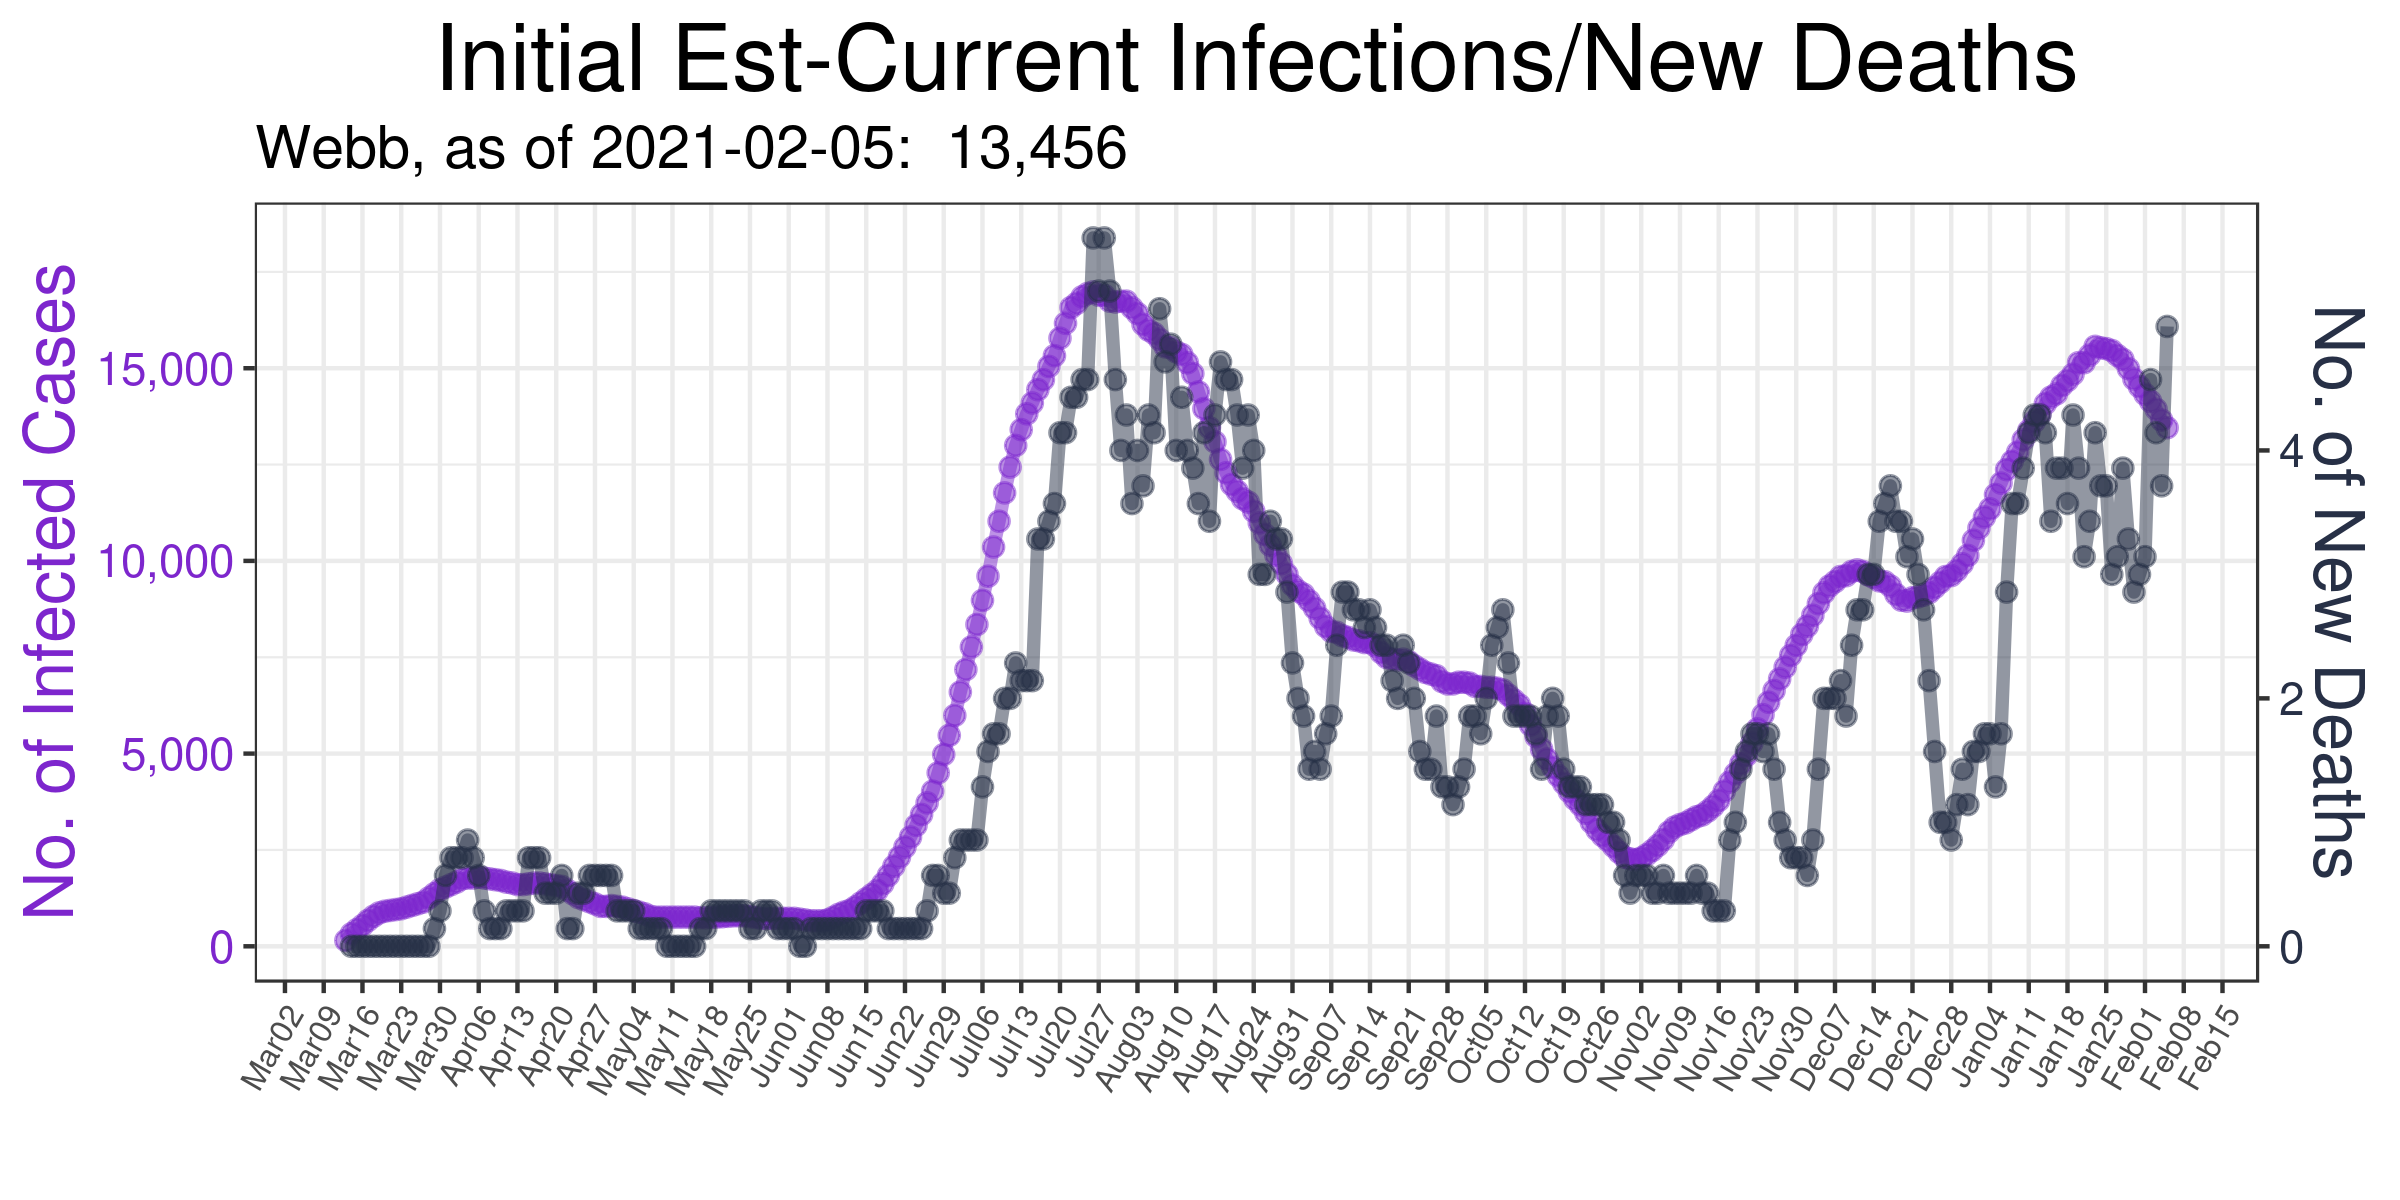 Initial Est-Current Infections/New Deaths
Webb, as of 2021-02-05:  13,456
No. of Infected Cases
15,000
10,000
5,000
0
No. of New Deaths
4
2
0
Mar02
Mar09
Mar16
Mar23
Mar30
Apr06
Apr13
Apr20
Apr27
May04
May11
May18
May25
Jun01
Jun08
Jun15
Jun22
Jun29
Jul06
Jul13
Jul20
Jul27
Aug03
Aug10
Aug17
Aug24
Aug31
Sep07
Sep14
Sep21
Sep28
Oct05
Oct12
Oct19
Oct26
Nov02
Nov09
Nov16
Nov23
Nov30
Dec07
Dec14
Dec21
Dec28
Jan04
Jan11
Jan18
Jan25
Feb01
Feb08
Feb15